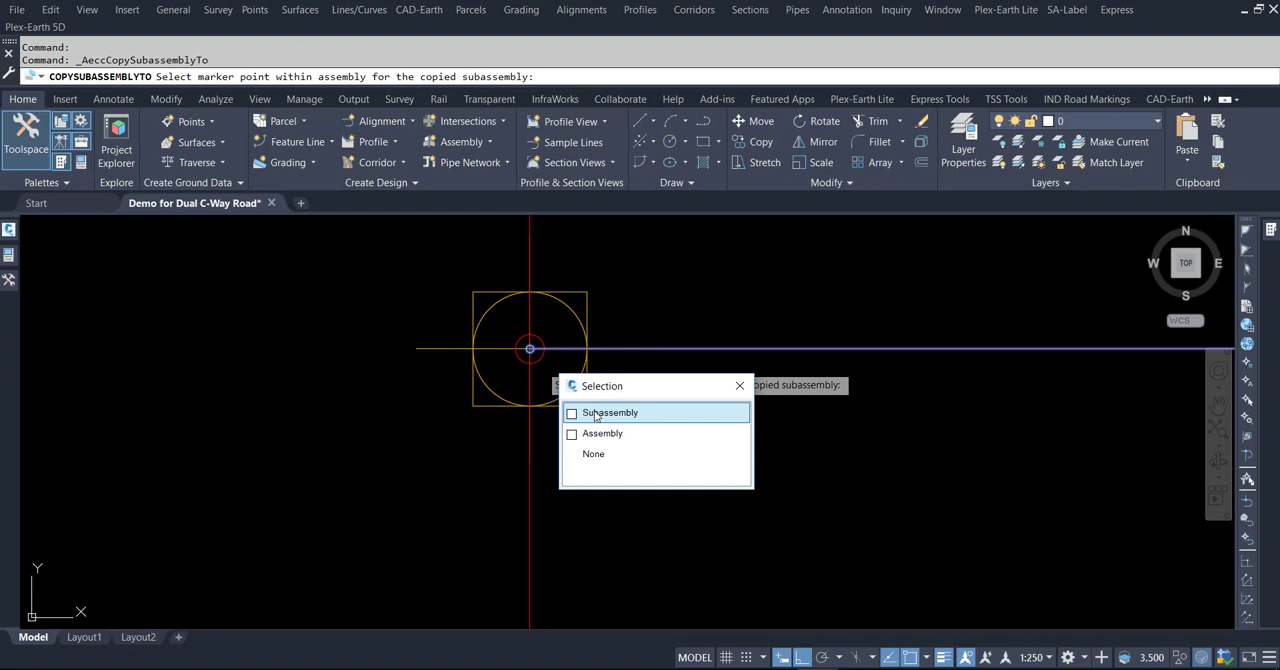 File Edit View Insert General Survey Points Surfaces Lines/Curves CAD-Earth Parcels Grading Alignments Profiles Corridors Sections Pipes Annotation Inquiry Window Plex-Earth Lite SA-Label Express
Plex-Earth 5D
Command:
Command: _AeccCopySubassemblyTo
COPYSUBASSEMBLYTO Select marker point within assembly for the copied subassembly:
Home Insert Annotate Modify Analyze View Manage Output Survey Rail Transparent InfraWorks Collaborate Help Add-ins Featured Apps Plex-Earth Lite Express Tools TSS Tools IND Road Markings CAD-Earth
Points Parcel Alignment Intersections Profile View Move Rotate Trim 0
Toolspace Project Explorer Surfaces Feature Line Profile Assembly Sample Lines Copy Mirror Fillet Layer Properties Make Current Paste
Traverse Grading Corridor Pipe Network Section Views Stretch Scale Array Match Layer
Palettes Explore Create Ground Data Create Design Profile & Section Views Draw Modify Layers Clipboard
Start Demo for Dual C-Way Road*
N
W TOP E
S
WCS
Selection
S copied subassembly:
Subassembly
Assembly
None
Y
X
Model Layout1 Layout2
MODEL 1:250 3.500